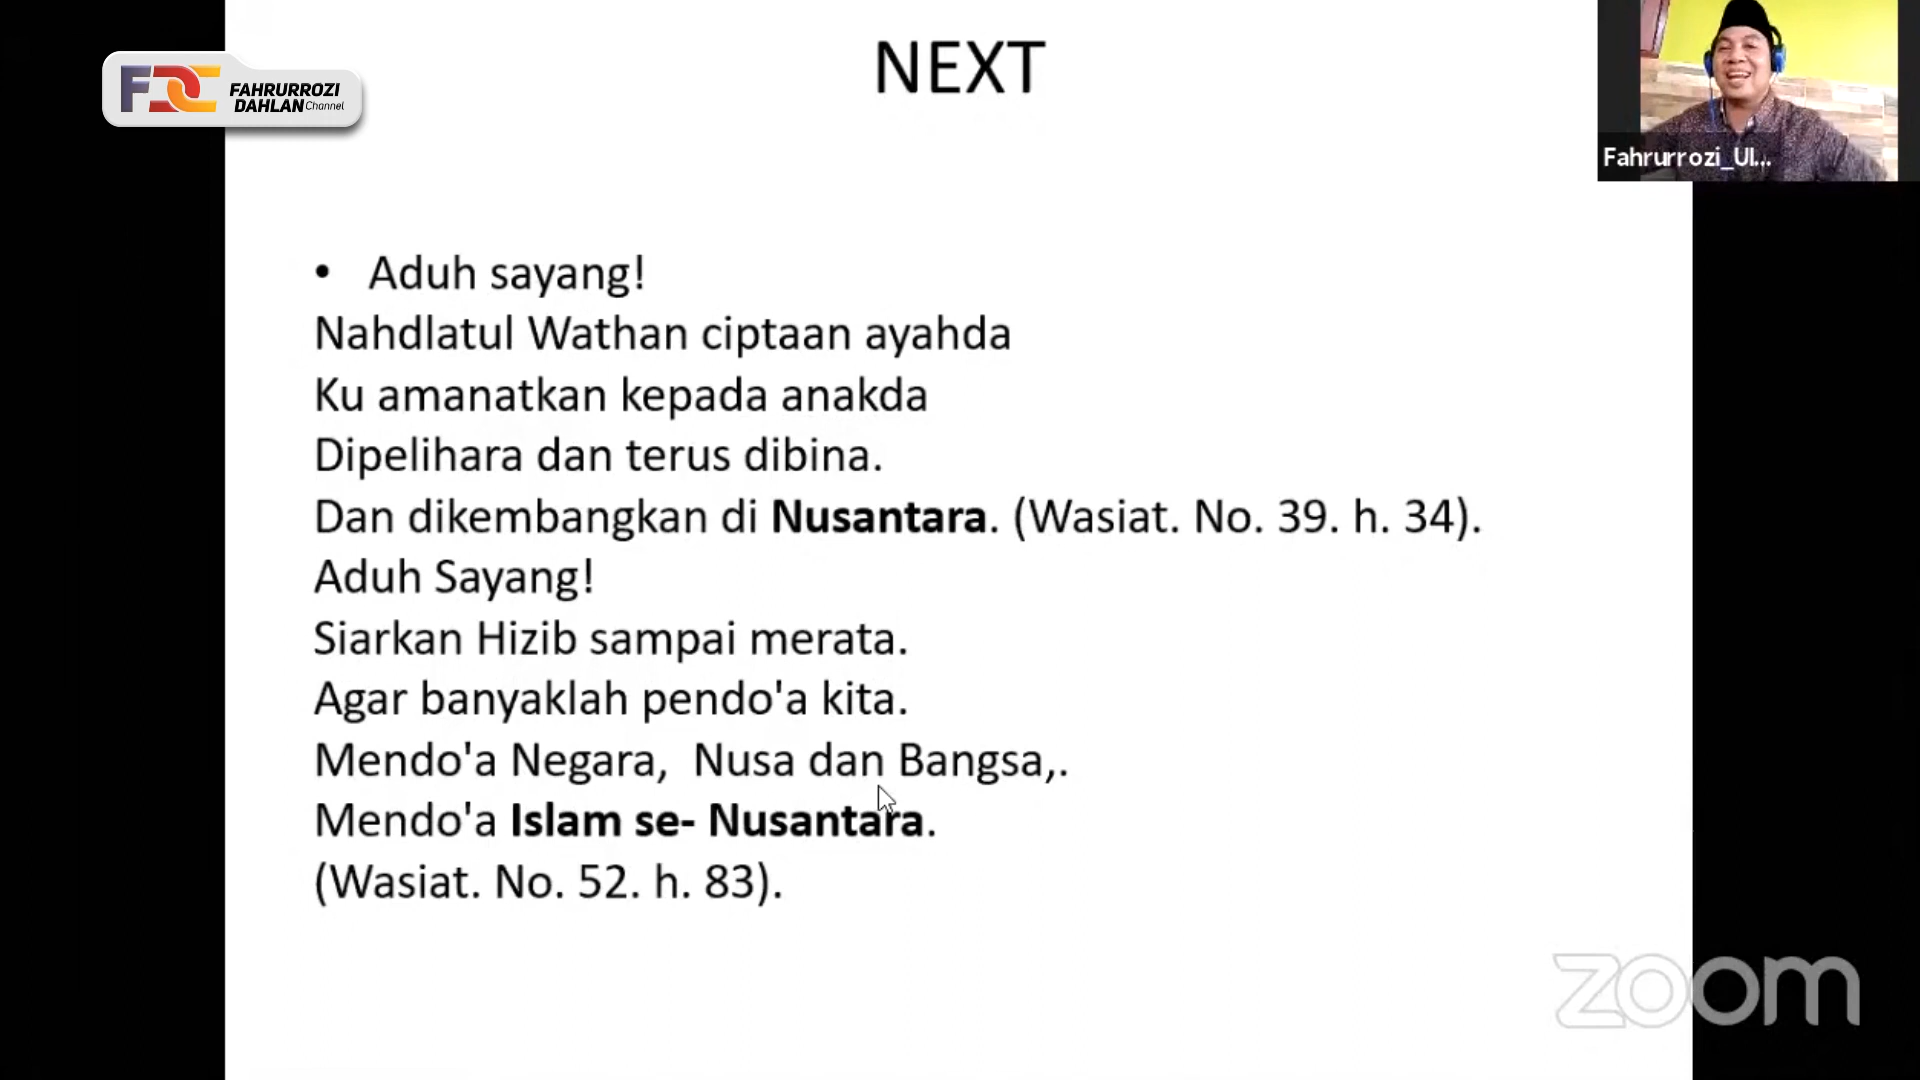 NEXT
FDC FAHRURROZI
DAHLAN Channel
Fahrurrozi_UI...
• Aduh sayang!
Nahdlatul Wathan ciptaan ayahda
Ku amanatkan kepada anakda
Dipelihara dan terus dibina.
Dan dikembangkan di Nusantara. (Wasiat. No. 39. h. 34).
Aduh Sayang!
Siarkan Hizib sampai merata.
Agar banyaklah pendo'a kita.
Mendo'a Negara,  Nusa dan Bangsa,.
Mendo'a Islam se- Nusantara.
(Wasiat. No. 52. h. 83).
zoom